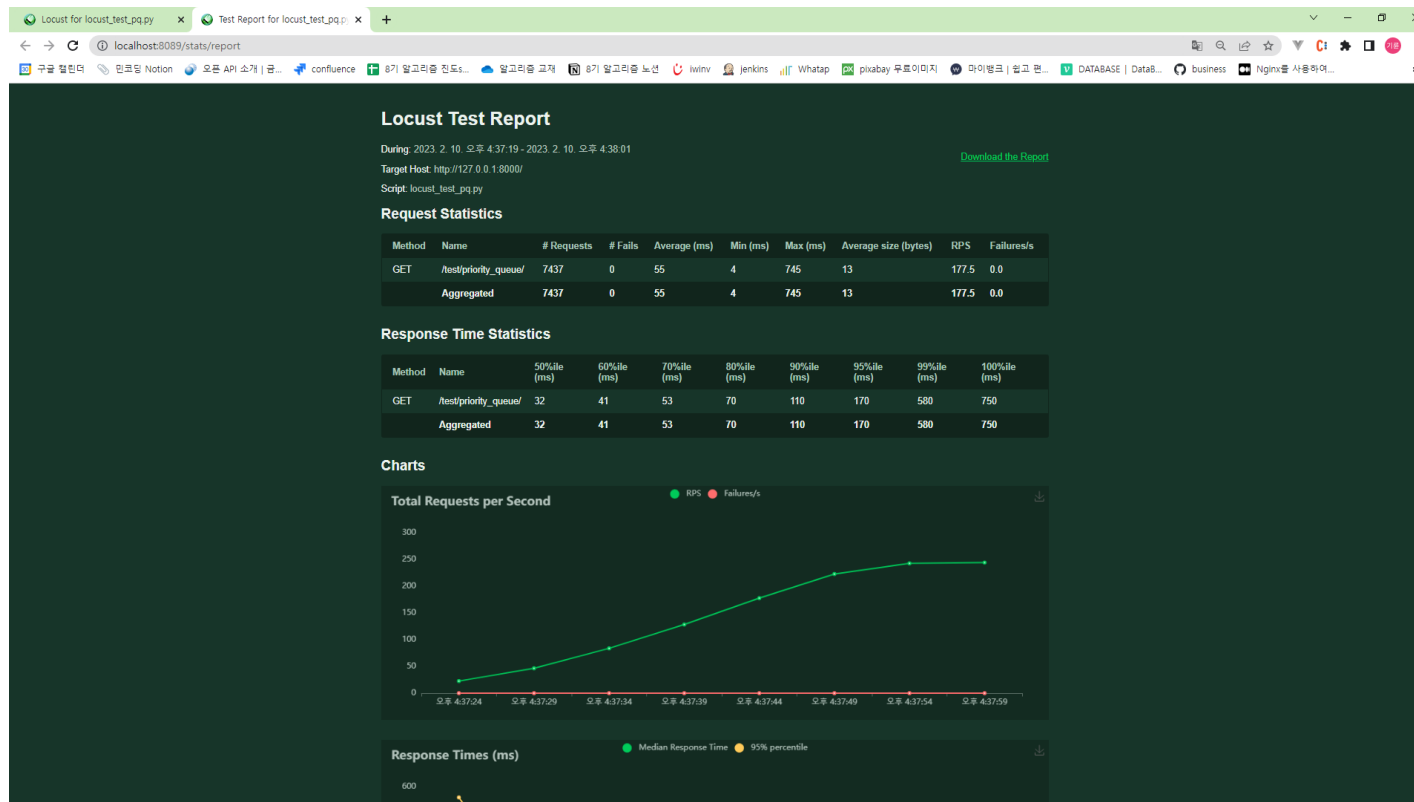 Locust for locust_test_pq.py
Test Report for locust_test_pq.p
localhost:8089/stats/report
기륜
구글 캘린더 민코딩 Notion 오픈 API 소개 | 금... confluence 8기 알고리즘 진도s... 알고리즘 교재 8기 알고리즘 노션 iwinv jenkins Whatap pixabay 무료이미지 마이뱅크 | 쉽고 편... DATABASE | DataB... business Nginx를 사용하여...
Locust Test Report
During: 2023. 2. 10. 오후 4:37:19 - 2023. 2. 10. 오후 4:38:01
Download the Report
Target Host: http://127.0.0.1:8000/
Script: locust_test_pq.py
Request Statistics
Method Name # Requests # Fails Average (ms) Min (ms) Max (ms) Average size (bytes) RPS Failures/s
GET /test/priority_queue/ 7437 0 55 4 745 13 177.5 0.0
Aggregated 7437 0 55 4 745 13 177.5 0.0
Response Time Statistics
Method Name 50%ile (ms) 60%ile (ms) 70%ile (ms) 80%ile (ms) 90%ile (ms) 95%ile (ms) 99%ile (ms) 100%ile (ms)
GET /test/priority_queue/ 32 41 53 70 110 170 580 750
Aggregated 32 41 53 70 110 170 580 750
Charts
Total Requests per Second
RPS Failures/s
300
250
200
150
100
50
0
오후 4:37:24 오후 4:37:29 오후 4:37:34 오후 4:37:39 오후 4:37:44 오후 4:37:49 오후 4:37:54 오후 4:37:59
Response Times (ms)
Median Response Time 95% percentile
600